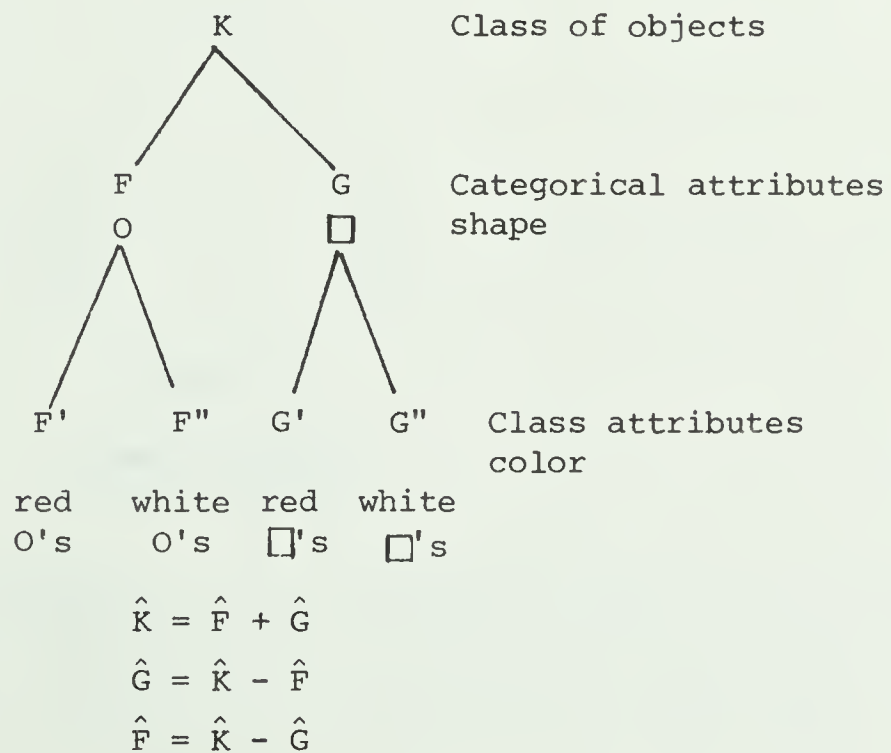 K Class of objects
F G Categorical attributes
O □ shape
F' F" G' G" Class attributes
color
red white red white
O's O's □'s □'s
K̂ = F̂ + Ĝ
Ĝ = K̂ - F̂
F̂ = K̂ - Ĝ